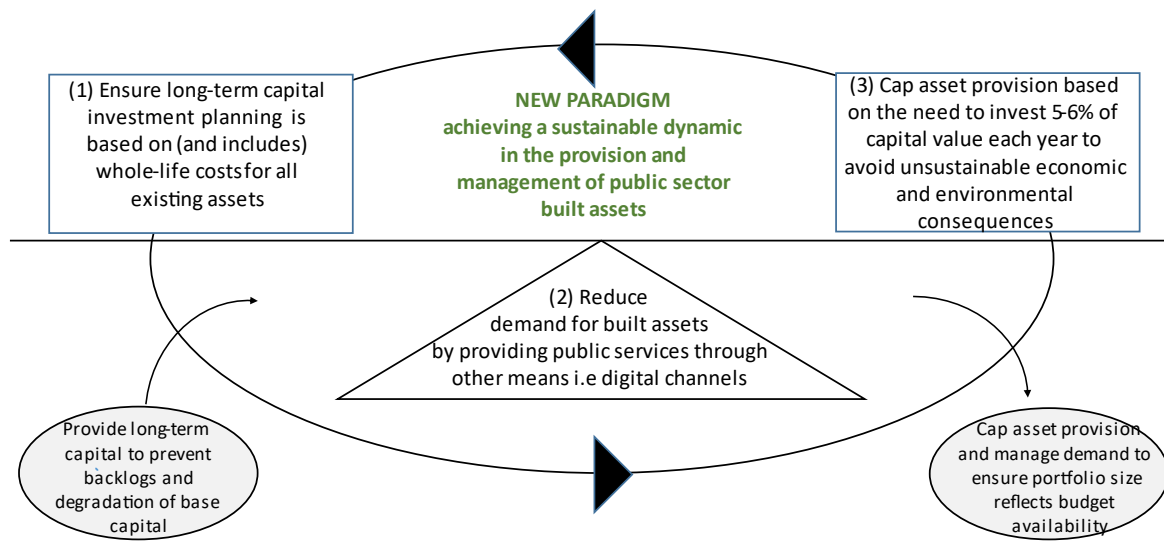 (1) Ensure long-term capital
investment planning is
based on (and includes)
whole-life costs for all
existing assets
NEW PARADIGM
achieving a sustainable dynamic
in the provision and
management of public sector
built assets
(3) Cap asset provision based
on the need to invest 5-6% of
capital value each year to
avoid unsustainable economic
and environmental
consequences
(2) Reduce
demand for built assets
by providing public services through
other means i.e digital channels
Provide long-term
capital to prevent
backlogs and
degradation of base
capital
Cap asset provision
and manage demand to
ensure portfolio size
reflects budget
availability